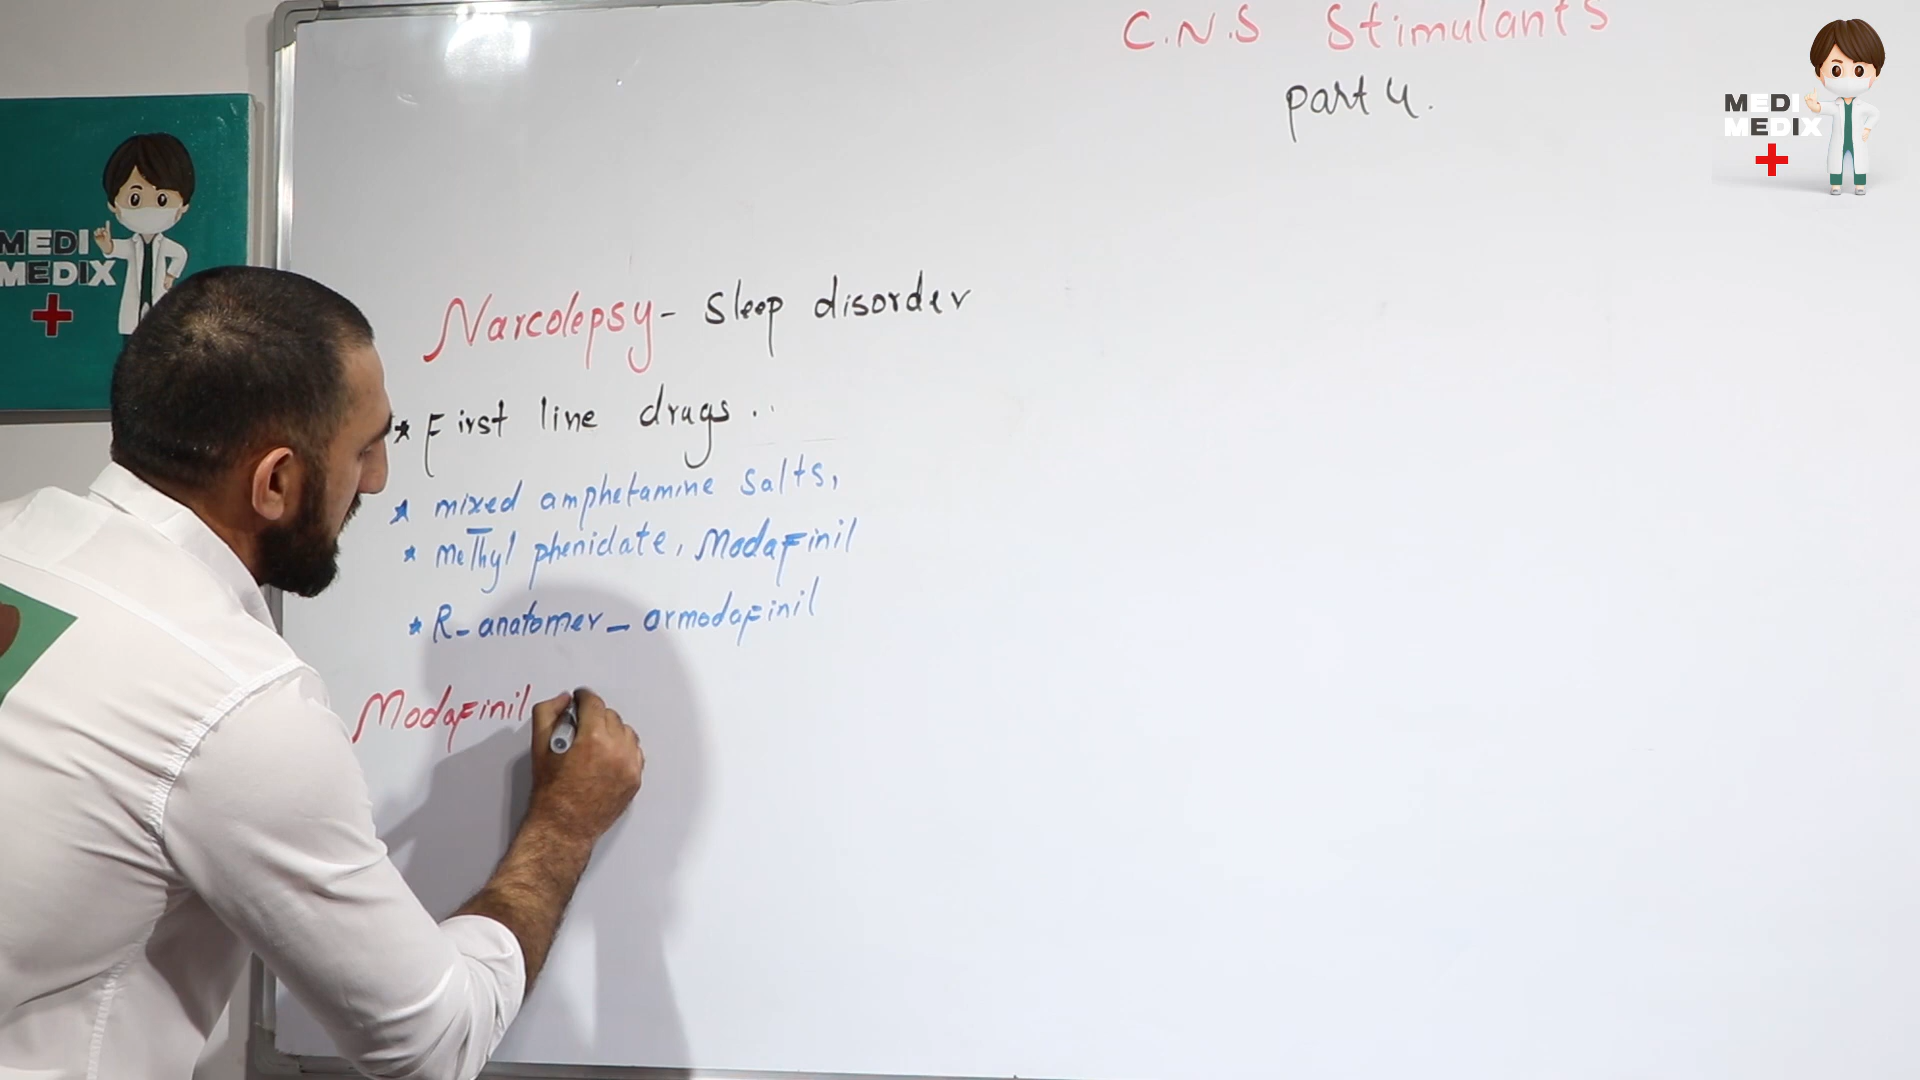 C.N.S Stimulants
part 4.
MEDI
MEDIX
MEDI
MEDIX
Narcolepsy - Sleep disorder
* First line drugs ..
* mixed amphetamine salts,
* methyl phenidate, Modafinil
* R_anatomer_ armodafinil
Modafinil